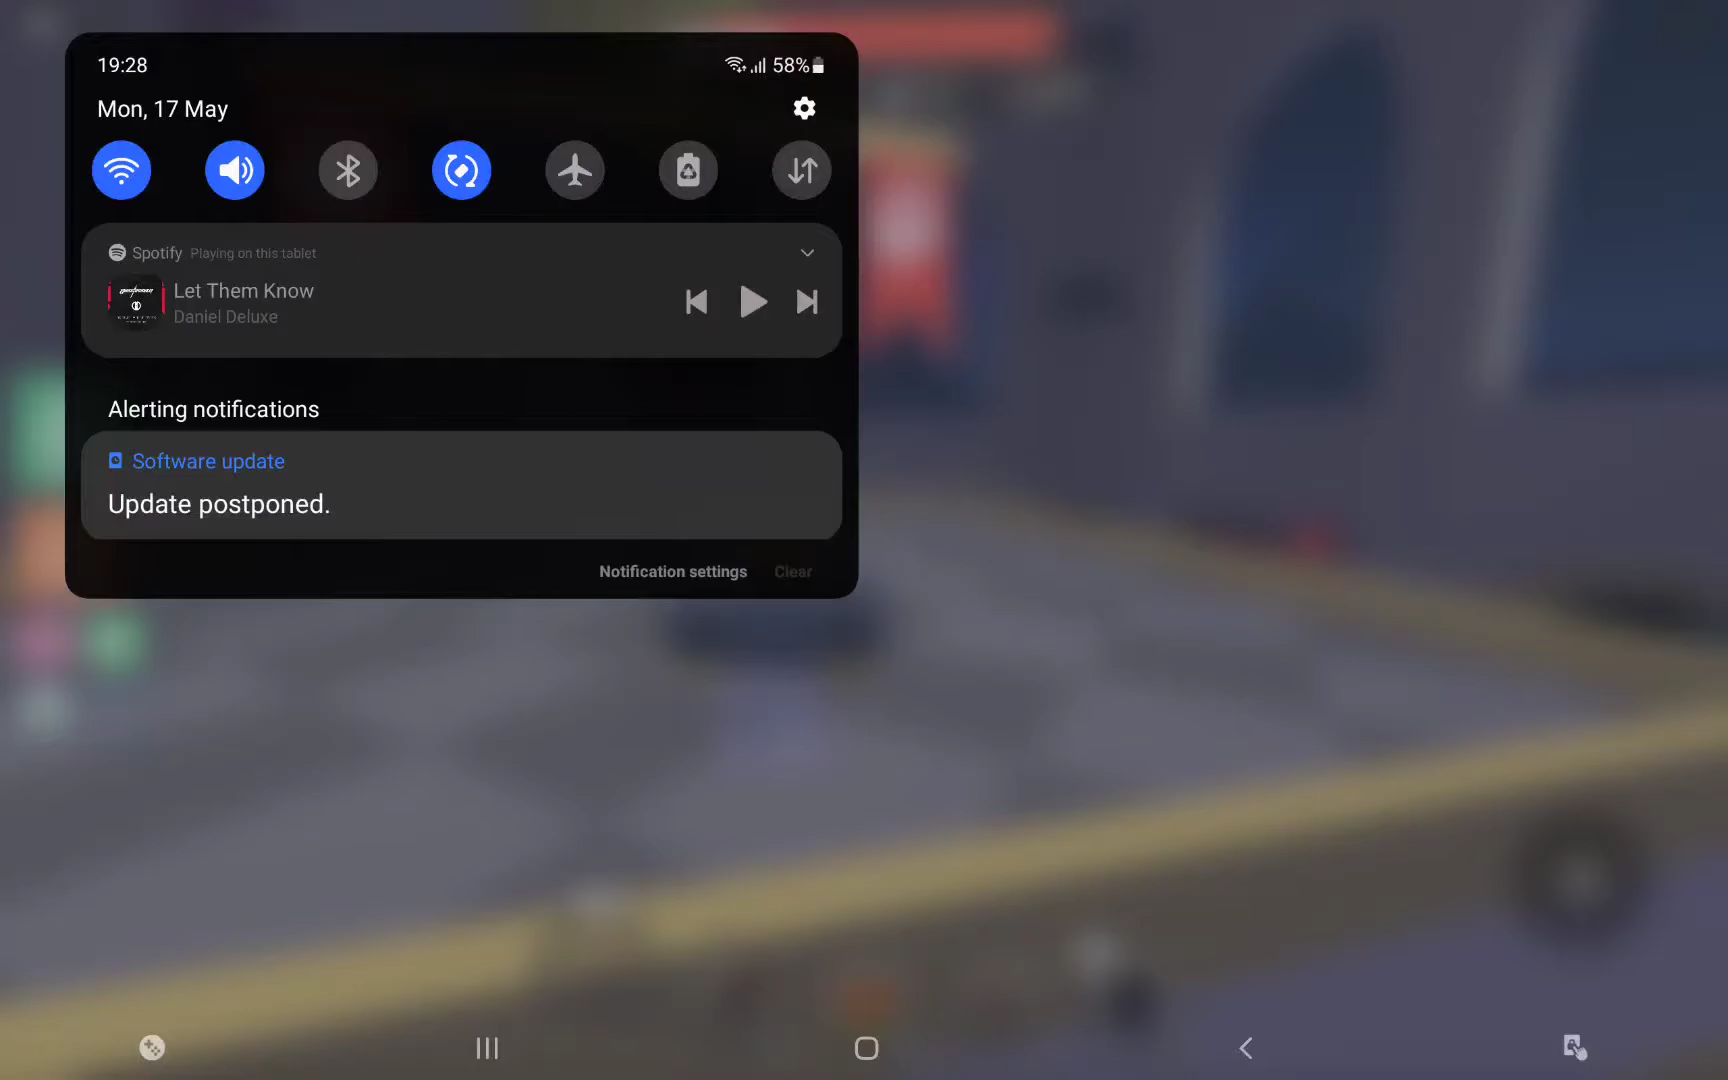 19:28
58%
Mon, 17 May
Spotify Playing on this tablet
Let Them Know
Daniel Deluxe
Alerting notifications
Software update
Update postponed.
Notification settings Clear